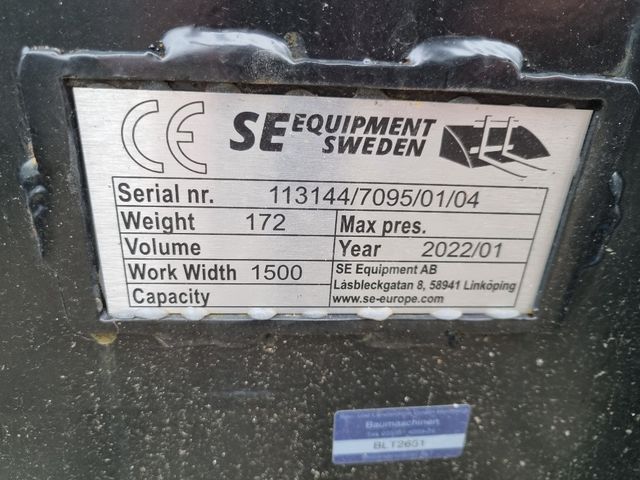 CE SE EQUIPMENT SWEDEN
Serial nr. 113144/7095/01/04
Weight 172 Max pres.
Volume Year 2022/01
Work Width 1500 SE Equipment AB
Capacity Låsbleckgatan 8, 58941 Linköping
www.se-europe.com
Baumaschinen
BLT2651